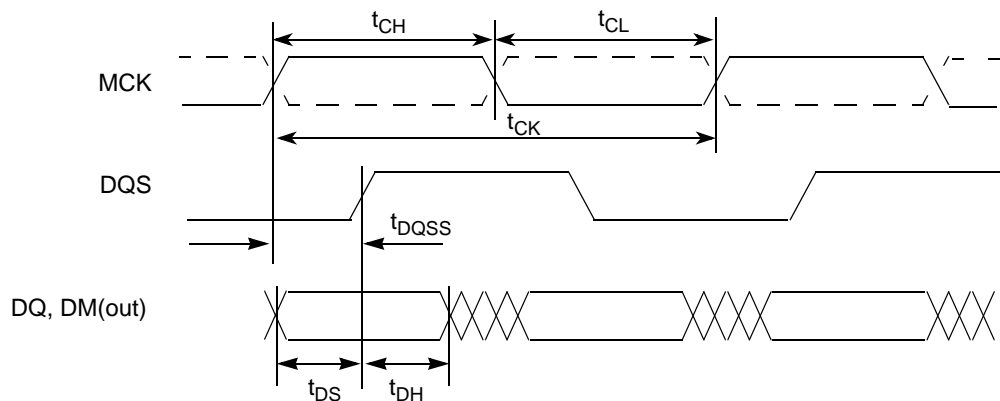 tCH
tCL
MCK
tCK
DQS
tDQSS
DQ, DM(out)
tDS
tDH